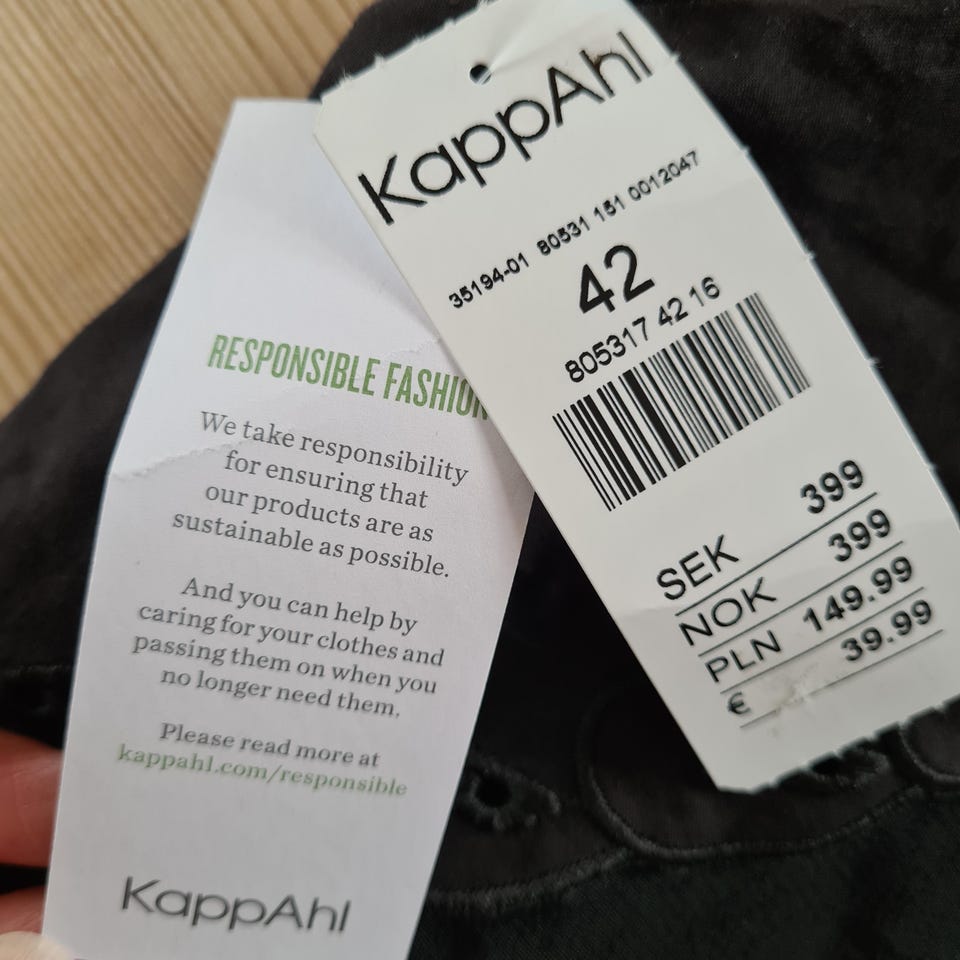 KappAhl
35194-01 80531 151 0012047
42
805317 42 16
SEK 399
NOK 399
PLN 149.99
€ 39.99
RESPONSIBLE FASHION
We take responsibility
for ensuring that
our products are as
sustainable as possible.
And you can help by
caring for your clothes and
passing them on when you
no longer need them.
Please read more at
kappahl.com/responsible
KappAhl